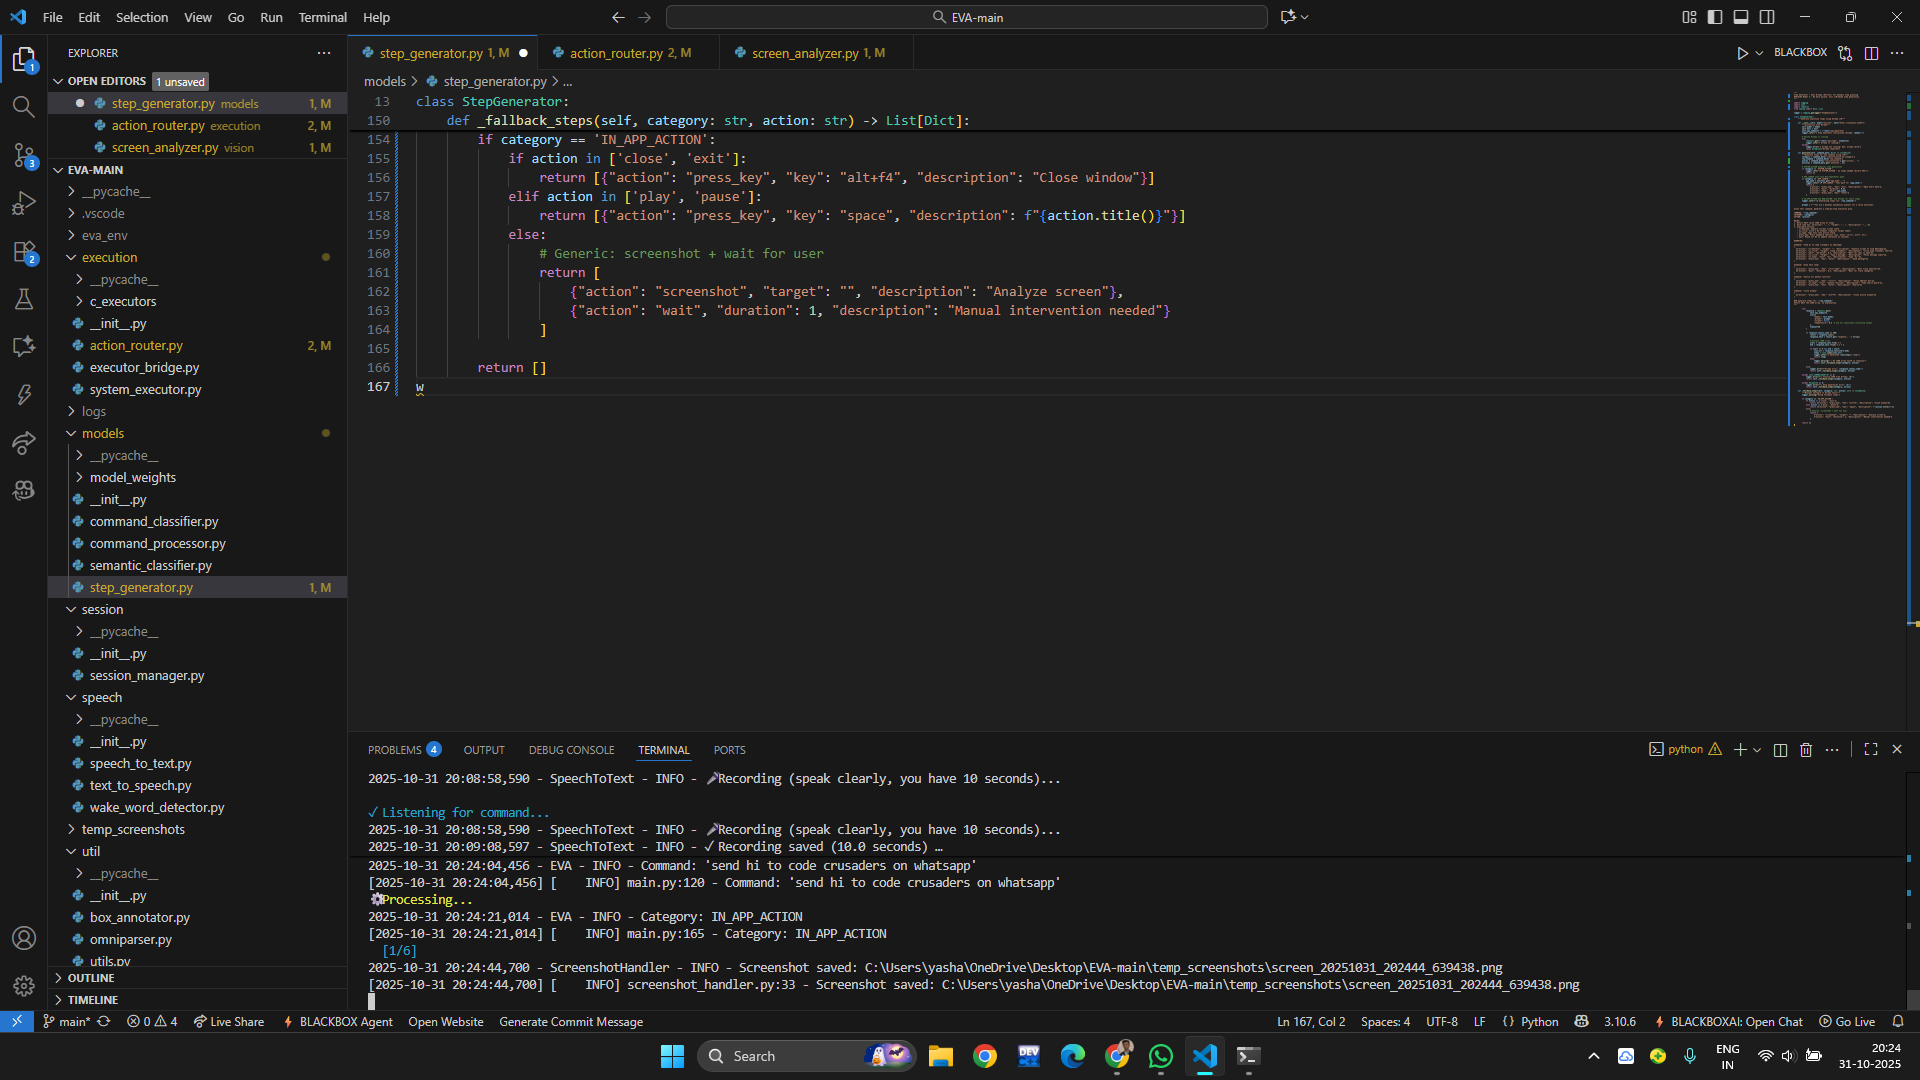 File Edit Selection View Go Run Terminal Help
EVA-main
EXPLORER
OPEN EDITORS 1 unsaved
step_generator.py models 1, M
action_router.py execution 2, M
screen_analyzer.py vision 1, M
EVA-MAIN
__pycache__
.vscode
eva_env
execution
__pycache__
c_executors
__init__.py
action_router.py 2, M
executor_bridge.py
system_executor.py
logs
models
__pycache__
model_weights
__init__.py
command_classifier.py
command_processor.py
semantic_classifier.py
step_generator.py 1, M
session
__pycache__
__init__.py
session_manager.py
speech
__pycache__
__init__.py
speech_to_text.py
text_to_speech.py
wake_word_detector.py
temp_screenshots
util
__pycache__
__init__.py
box_annotator.py
omniparser.py
utils.py
OUTLINE
TIMELINE
1
3
2
step_generator.py 1, M
action_router.py 2, M
screen_analyzer.py 1, M
BLACKBOX
models > step_generator.py > ...
13 class StepGenerator:
150 def _fallback_steps(self, category: str, action: str) -> List[Dict]:
154 if category == 'IN_APP_ACTION':
155 if action in ['close', 'exit']:
156 return [{"action": "press_key", "key": "alt+f4", "description": "Close window"}]
157 elif action in ['play', 'pause']:
158 return [{"action": "press_key", "key": "space", "description": f"{action.title()}"}]
159 else:
160 # Generic: screenshot + wait for user
161 return [
162 {"action": "screenshot", "target": "", "description": "Analyze screen"},
163 {"action": "wait", "duration": 1, "description": "Manual intervention needed"}
164 ]
165
166 return []
167 w
PROBLEMS 4 OUTPUT DEBUG CONSOLE TERMINAL PORTS
python
2025-10-31 20:08:58,590 - SpeechToText - INFO - 🎤Recording (speak clearly, you have 10 seconds)...
✓ Listening for command...
2025-10-31 20:08:58,590 - SpeechToText - INFO - 🎤Recording (speak clearly, you have 10 seconds)...
2025-10-31 20:09:08,597 - SpeechToText - INFO - ✓ Recording saved (10.0 seconds) …
2025-10-31 20:24:04,456 - EVA - INFO - Command: 'send hi to code crusaders on whatsapp'
[2025-10-31 20:24:04,456] [    INFO] main.py:120 - Command: 'send hi to code crusaders on whatsapp'
⚙Processing...
2025-10-31 20:24:21,014 - EVA - INFO - Category: IN_APP_ACTION
[2025-10-31 20:24:21,014] [    INFO] main.py:165 - Category: IN_APP_ACTION
[1/6]
2025-10-31 20:24:44,700 - ScreenshotHandler - INFO - Screenshot saved: C:\Users\yasha\OneDrive\Desktop\EVA-main\temp_screenshots\screen_20251031_202444_639438.png
[2025-10-31 20:24:44,700] [    INFO] screenshot_handler.py:33 - Screenshot saved: C:\Users\yasha\OneDrive\Desktop\EVA-main\temp_screenshots\screen_20251031_202444_639438.png
main* 0 4 Live Share BLACKBOX Agent Open Website Generate Commit Message
Ln 167, Col 2 Spaces: 4 UTF-8 LF {} Python 3.10.6 BLACKBOXAI: Open Chat Go Live
Search
DEV
ENG
IN
20:24
31-10-2025